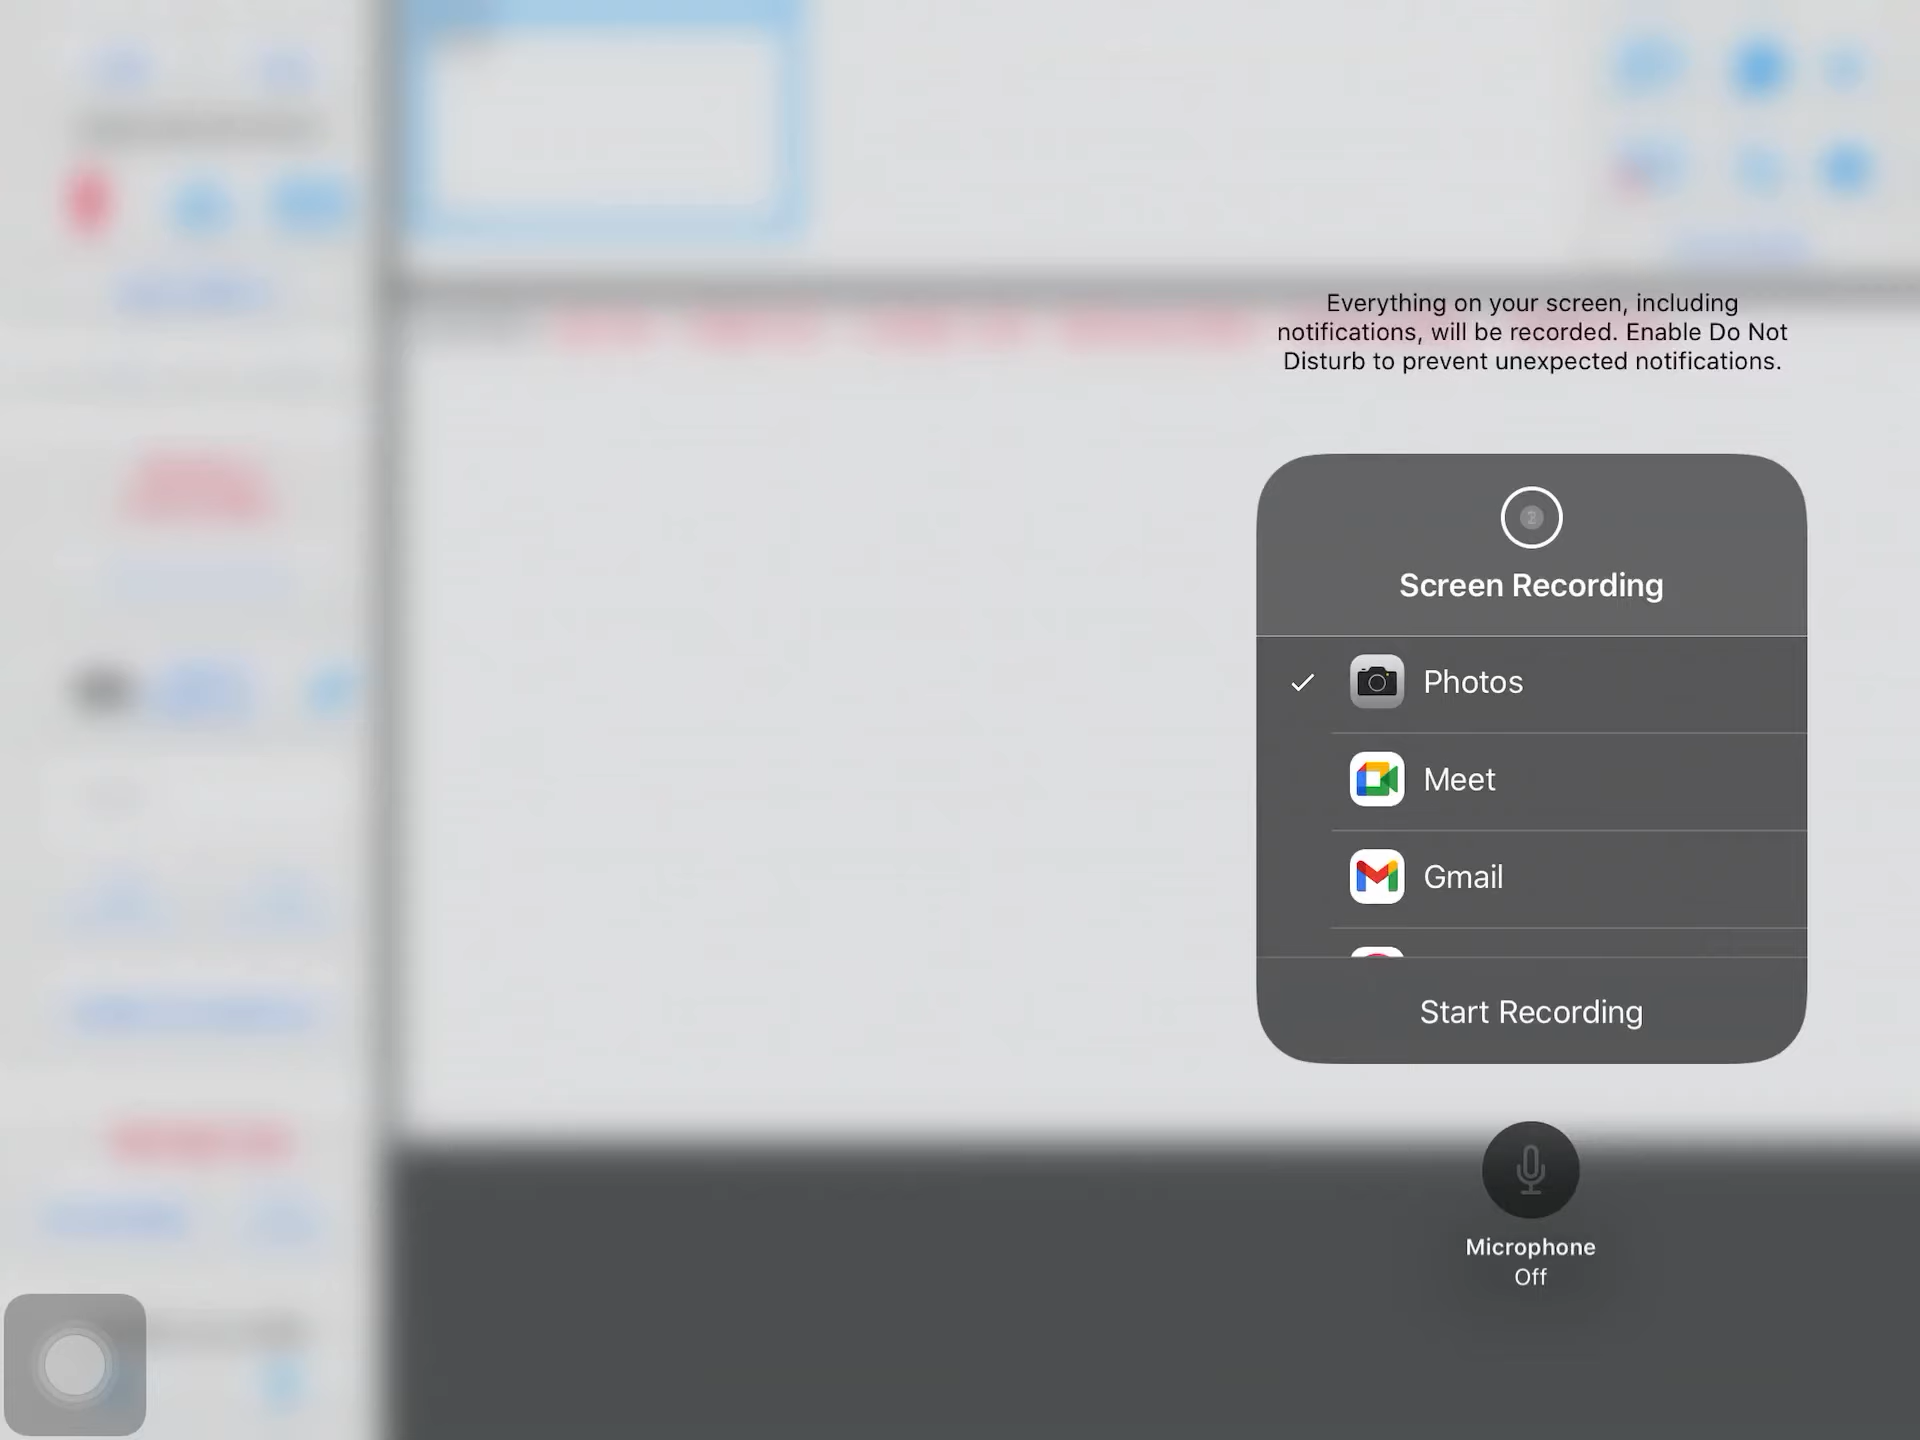 Everything on your screen, including
notifications, will be recorded. Enable Do Not
Disturb to prevent unexpected notifications.
2
Screen Recording
Photos
Meet
Gmail
Start Recording
Microphone
Off